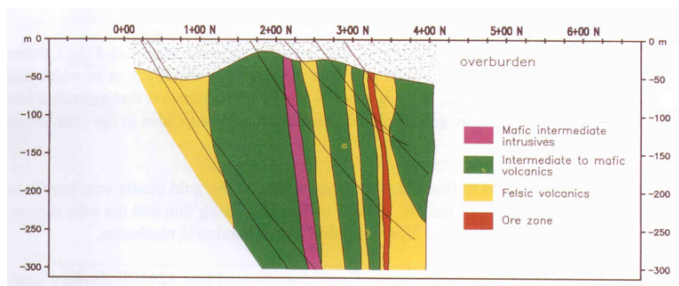 0+00 1+00 N 2+00 N 3+00 N 4+00 N 5+00 N 6+00 N
m 0 0 m
-50 -50
-100 -100
-150 -150
-200 -200
-250 -250
-300 -300
overburden
Mafic intermediate
intrusives
Intermediate to mafic
volcanics
Felsic volcanics
Ore zone